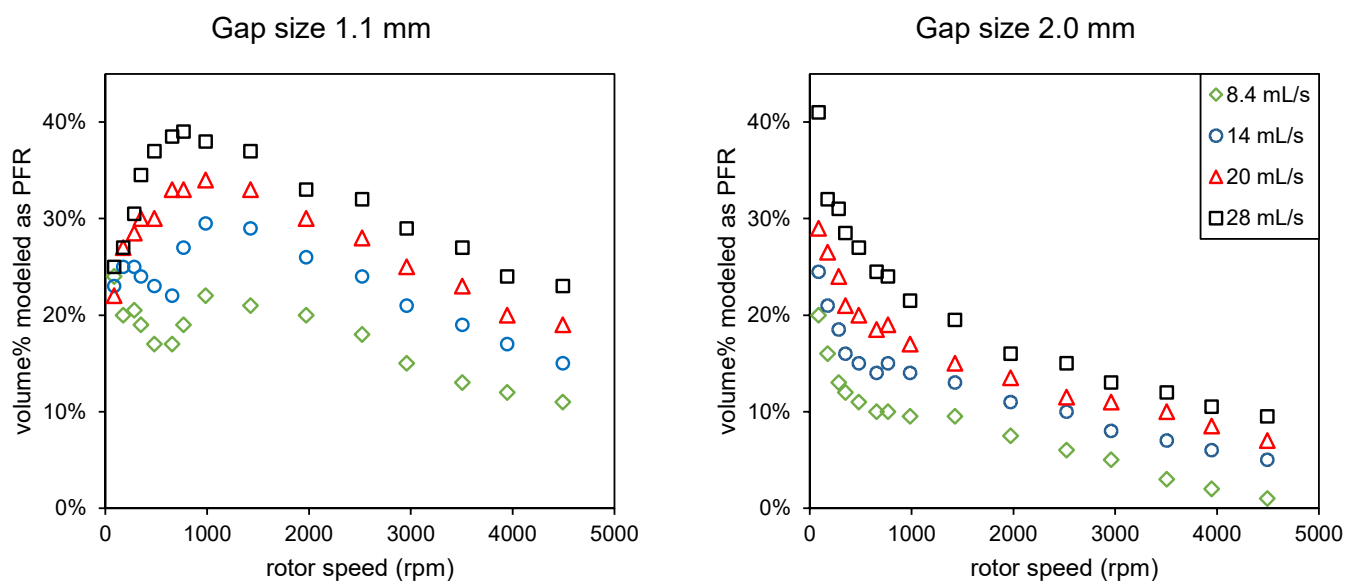 Gap size 1.1 mm
volume% modeled as PFR
40%
30%
20%
10%
0%
0 1000 2000 3000 4000 5000
rotor speed (rpm)
Gap size 2.0 mm
volume% modeled as PFR
40%
30%
20%
10%
0%
0 1000 2000 3000 4000 5000
rotor speed (rpm)
8.4 mL/s
14 mL/s
20 mL/s
28 mL/s